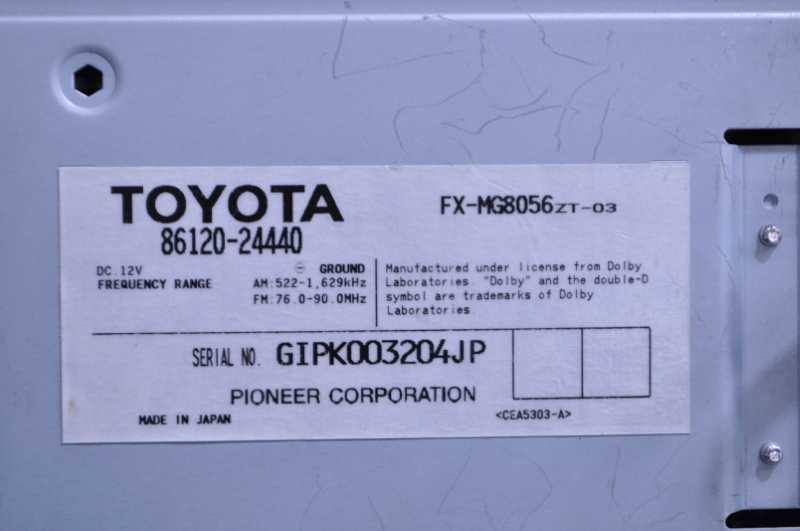 TOYOTA
FX-MG8056ZT-03
86120-24440
DC.12V
⊖ GROUND
FREQUENCY RANGE
AM:522-1,629kHz
FM:76.0-90.0MHz
Manufactured under license from Dolby
Laboratories. "Dolby" and the double-D
symbol are trademarks of Dolby
Laboratories.
SERIAL NO. GIPK003204JP
PIONEER CORPORATION
MADE IN JAPAN
<CEA5303-A>